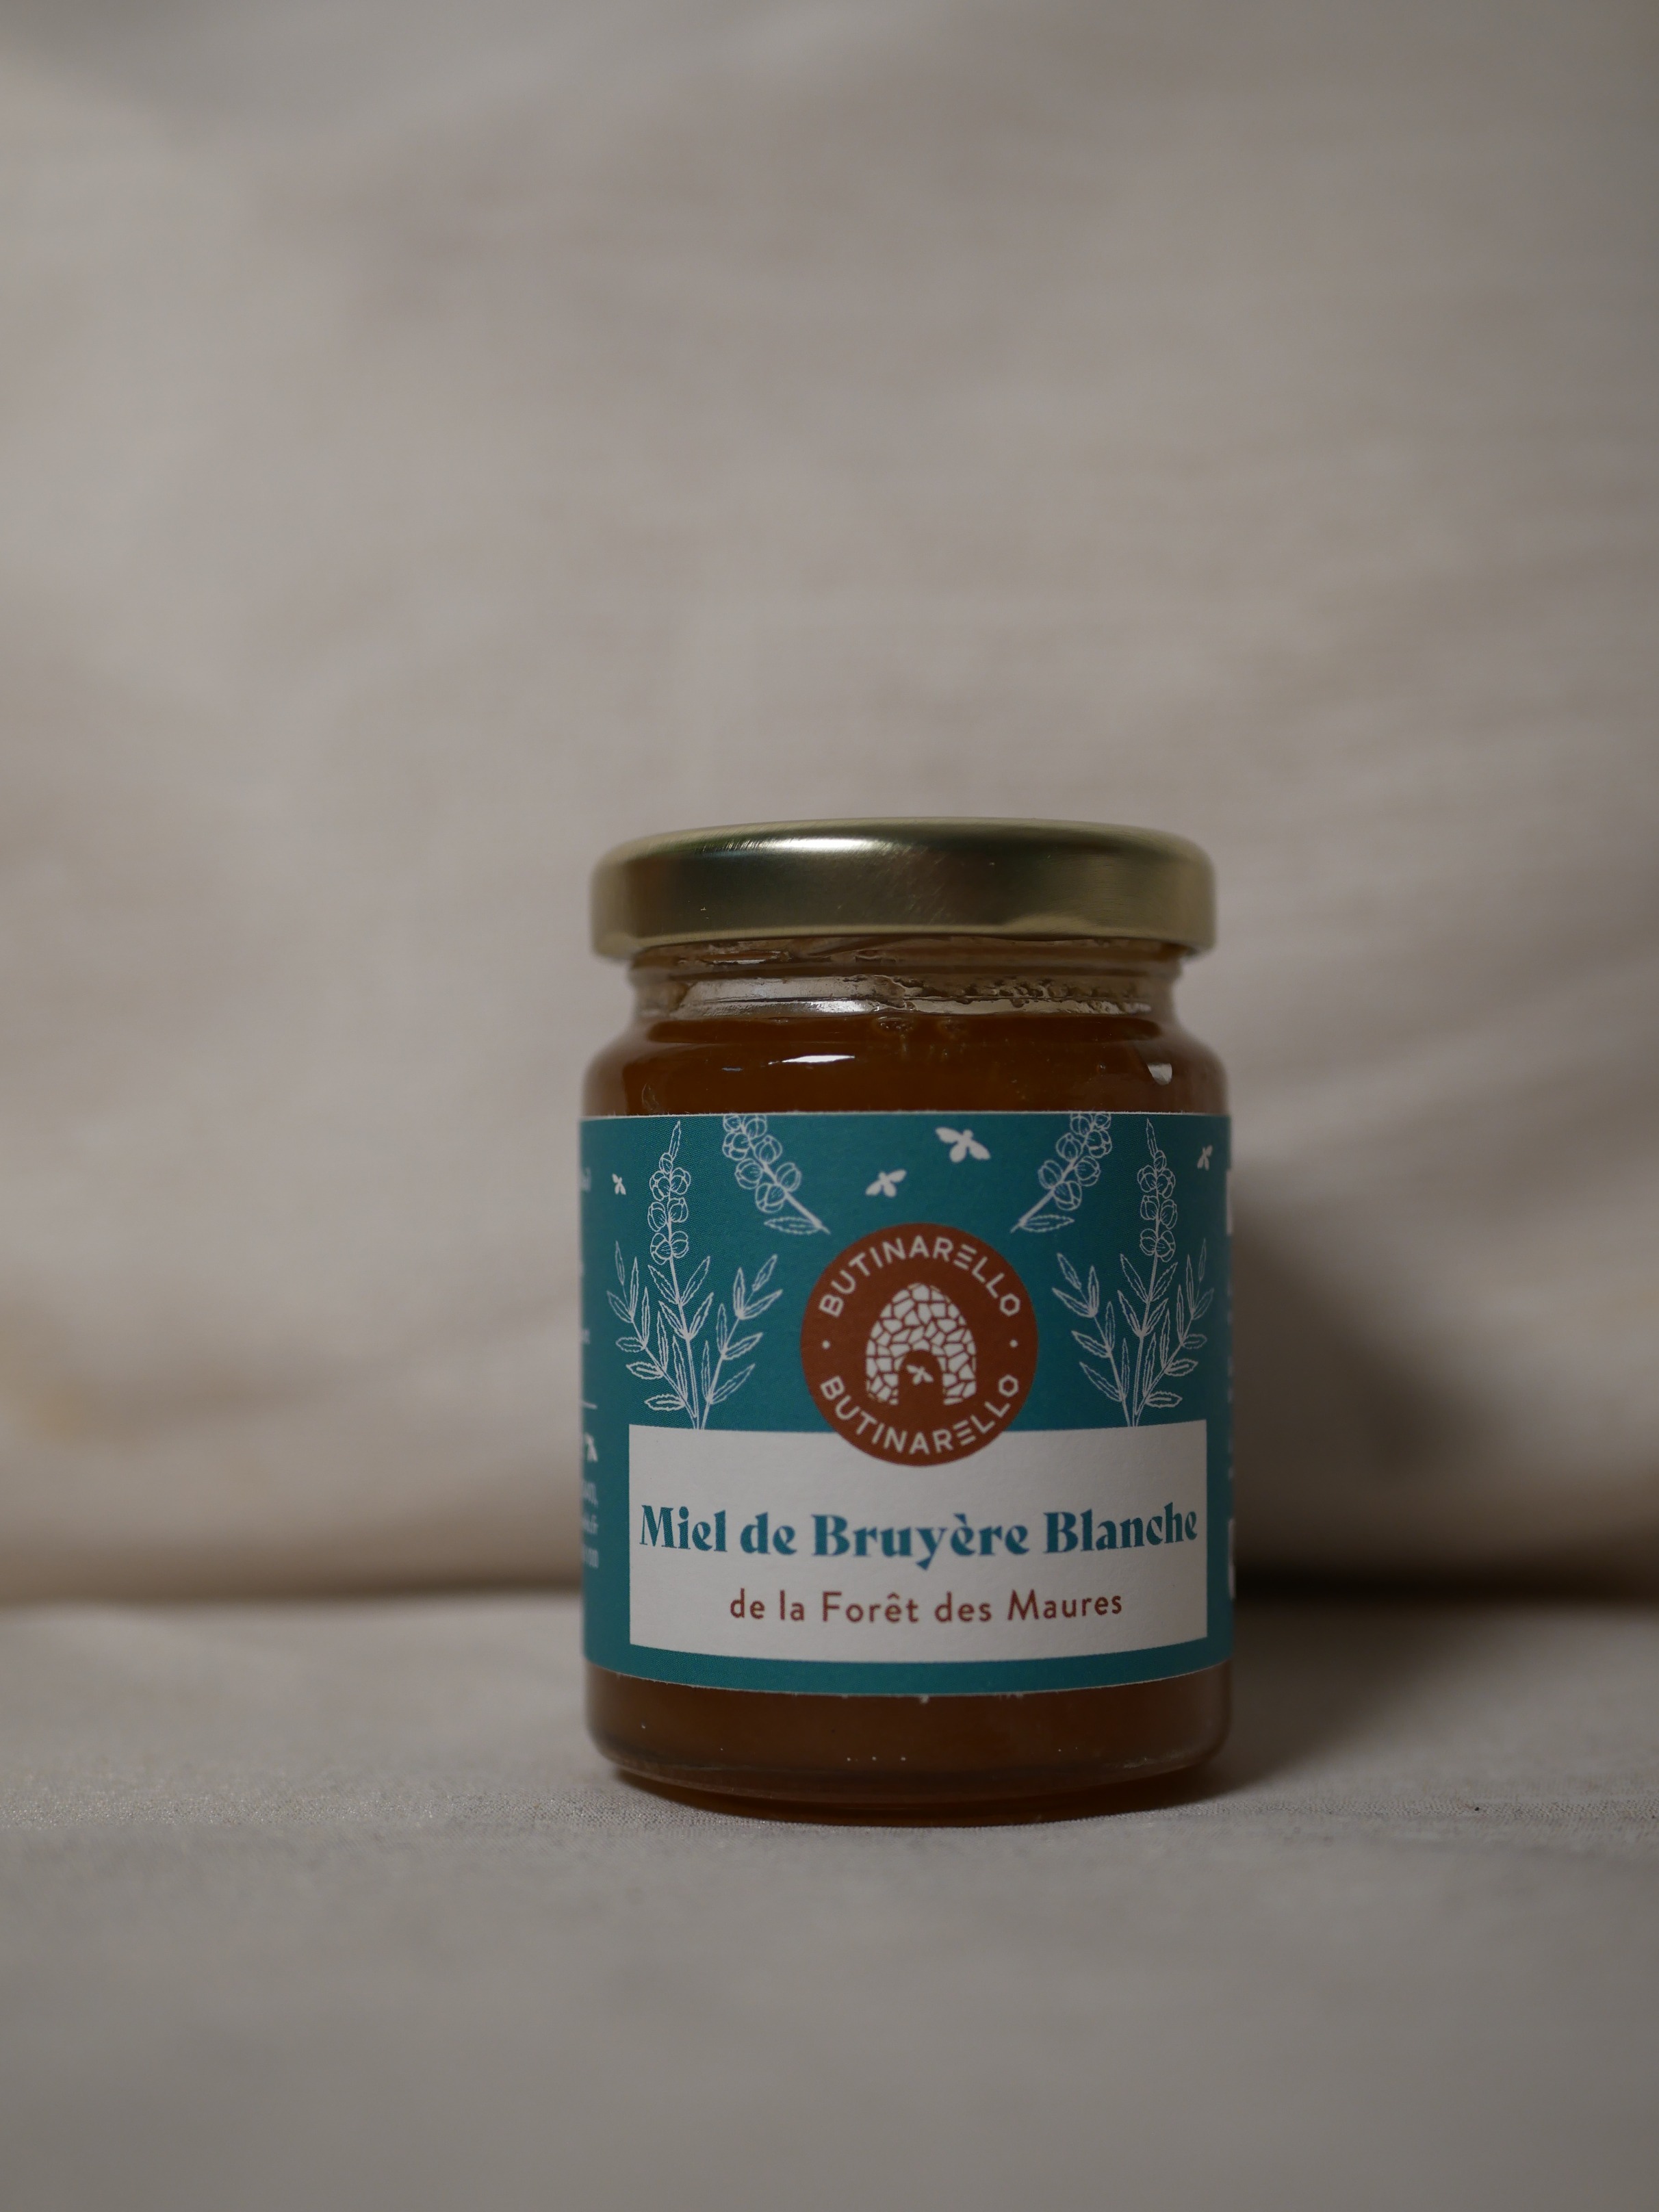 BUTINARELLO
BUTINARELLO
Miel de Bruyère Blanche
de la Forêt des Maures